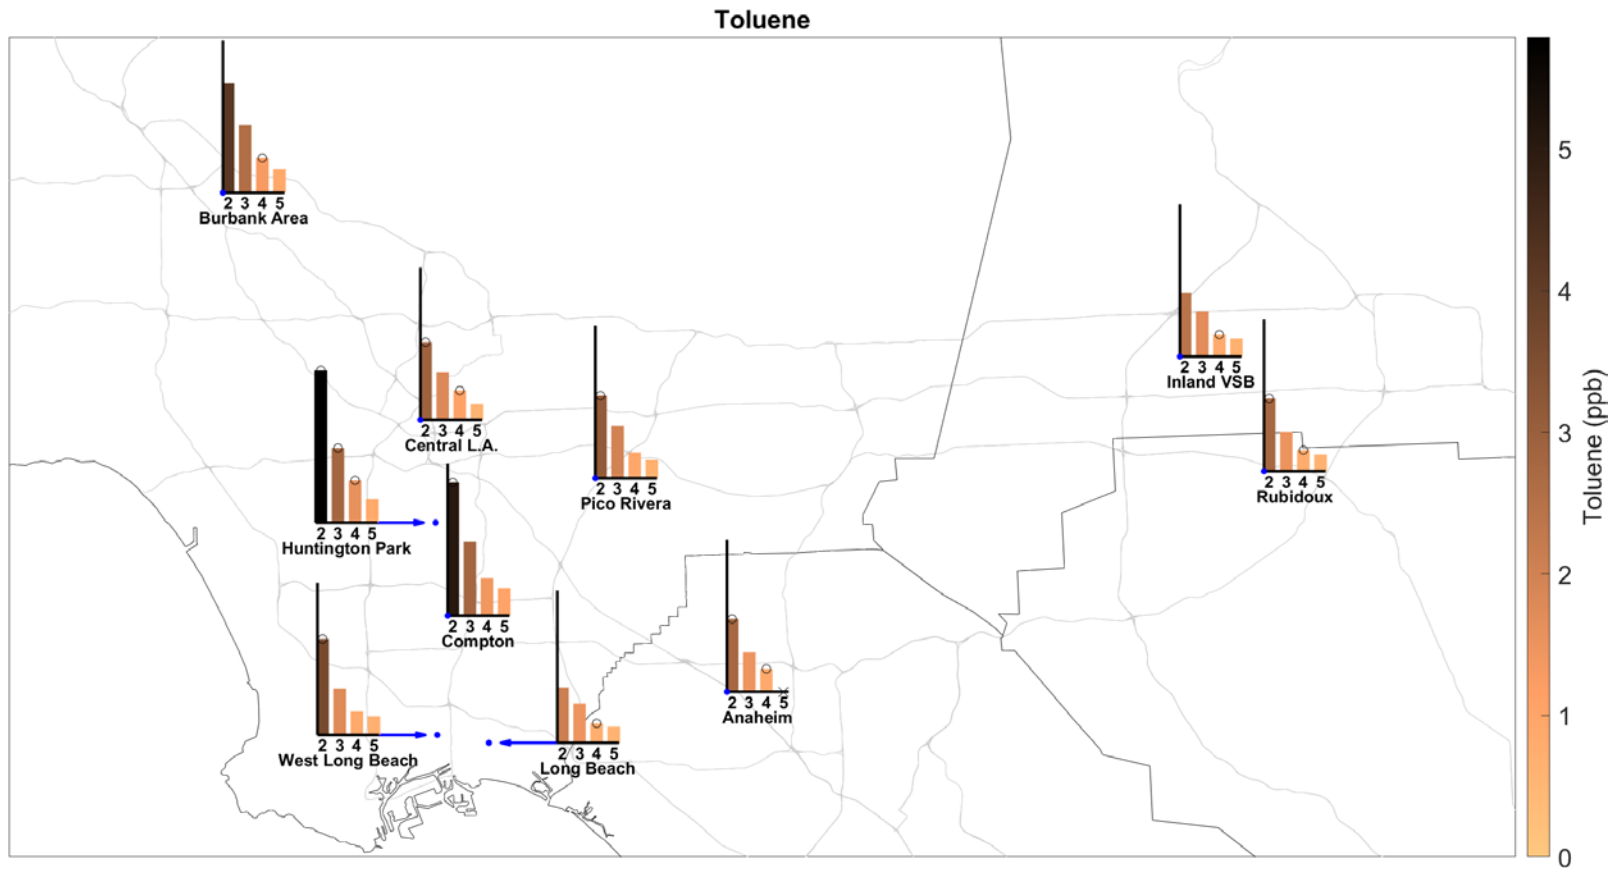 Toluene
2 3 4 5
Burbank Area
2 3 4 5
Inland VSB
2 3 4 5
Central L.A.
2 3 4 5
Pico Rivera
2 3 4 5
Rubidoux
2 3 4 5
Huntington Park
2 3 4 5
Compton
2 3 4 5
Anaheim
2 3 4 5
West Long Beach
2 3 4 5
Long Beach
5
4
3
2
1
0
Toluene (ppb)